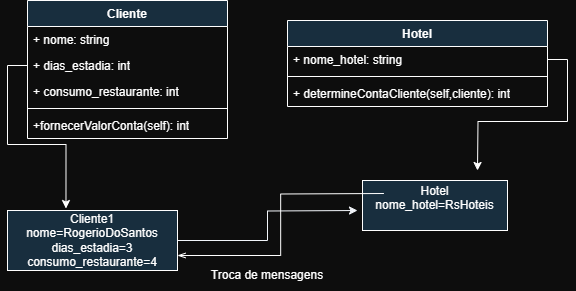 Cliente
+ nome: string
+ dias_estadia: int
+ consumo_restaurante: int
+fornecerValorConta(self): int
Hotel
+ nome_hotel: string
+ determineContaCliente(self,cliente): int
Cliente1
nome=RogerioDoSantos
dias_estadia=3
consumo_restaurante=4
Hotel
nome_hotel=RsHoteis
Troca de mensagens